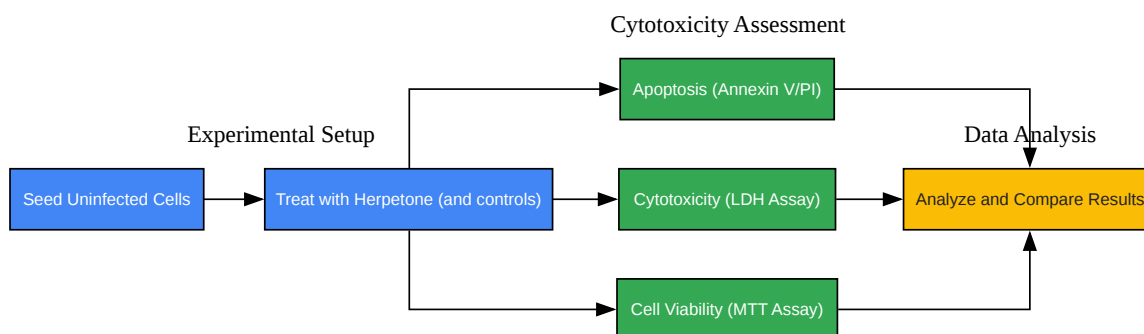 Cytotoxicity Assessment
Apoptosis (Annexin V/PI)
Experimental Setup
Data Analysis
Seed Uninfected Cells
Treat with Herpetone (and controls)
Cytotoxicity (LDH Assay)
Analyze and Compare Results
Cell Viability (MTT Assay)